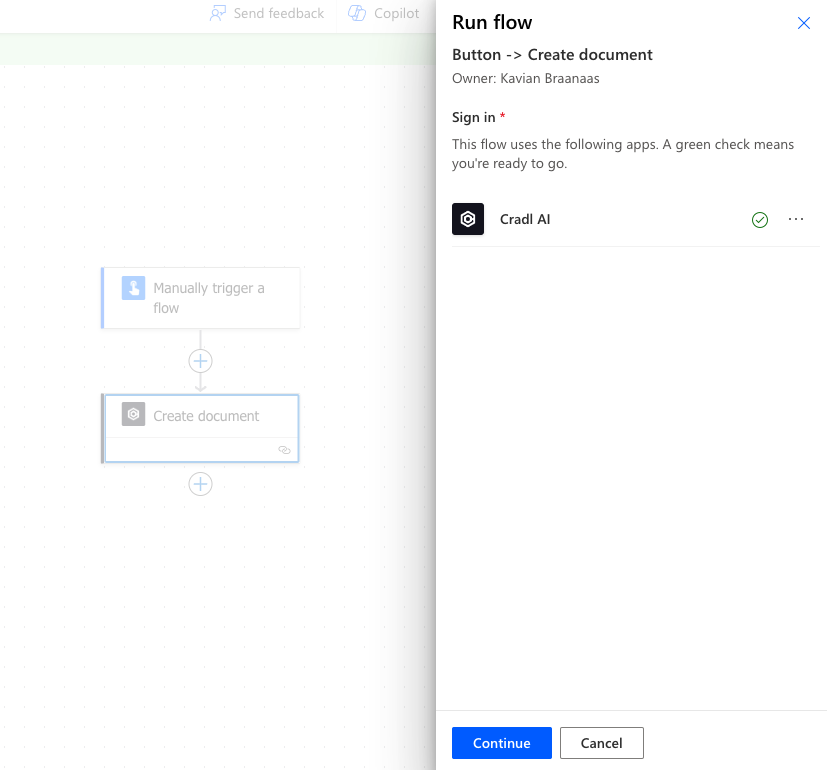 Send feedback
Copilot
Manually trigger a
flow
Create document
Run flow
Button -> Create document
Owner: Kavian Braanaas
Sign in *
This flow uses the following apps. A green check means
you're ready to go.
Cradl AI
Continue
Cancel